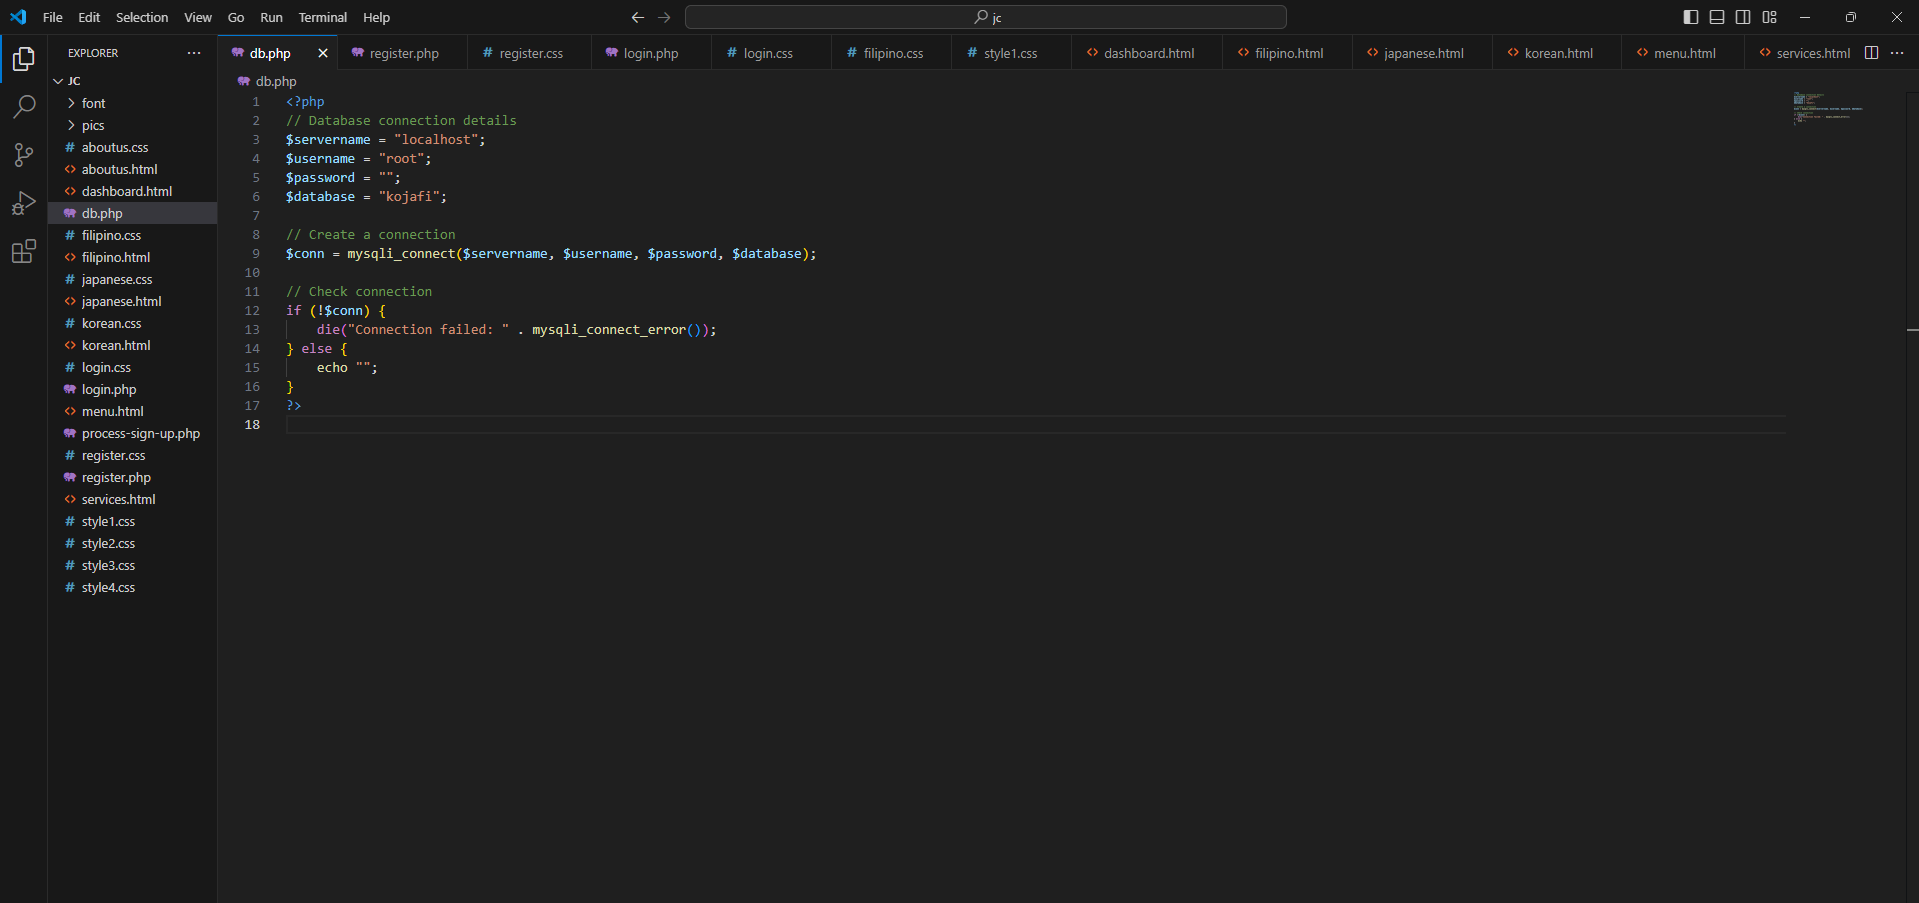 File Edit Selection View Go Run Terminal Help
jc
EXPLORER
db.php register.php register.css login.php login.css filipino.css style1.css dashboard.html filipino.html japanese.html korean.html menu.html services.html
JC
font
pics
aboutus.css
aboutus.html
dashboard.html
db.php
filipino.css
filipino.html
japanese.css
japanese.html
korean.css
korean.html
login.css
login.php
menu.html
process-sign-up.php
register.css
register.php
services.html
style1.css
style2.css
style3.css
style4.css
db.php
1 <?php
2 // Database connection details
3 $servername = "localhost";
4 $username = "root";
5 $password = "";
6 $database = "kojafi";
7
8 // Create a connection
9 $conn = mysqli_connect($servername, $username, $password, $database);
10
11 // Check connection
12 if (!$conn) {
13     die("Connection failed: " . mysqli_connect_error());
14 } else {
15     echo "";
16 }
17 ?>
18